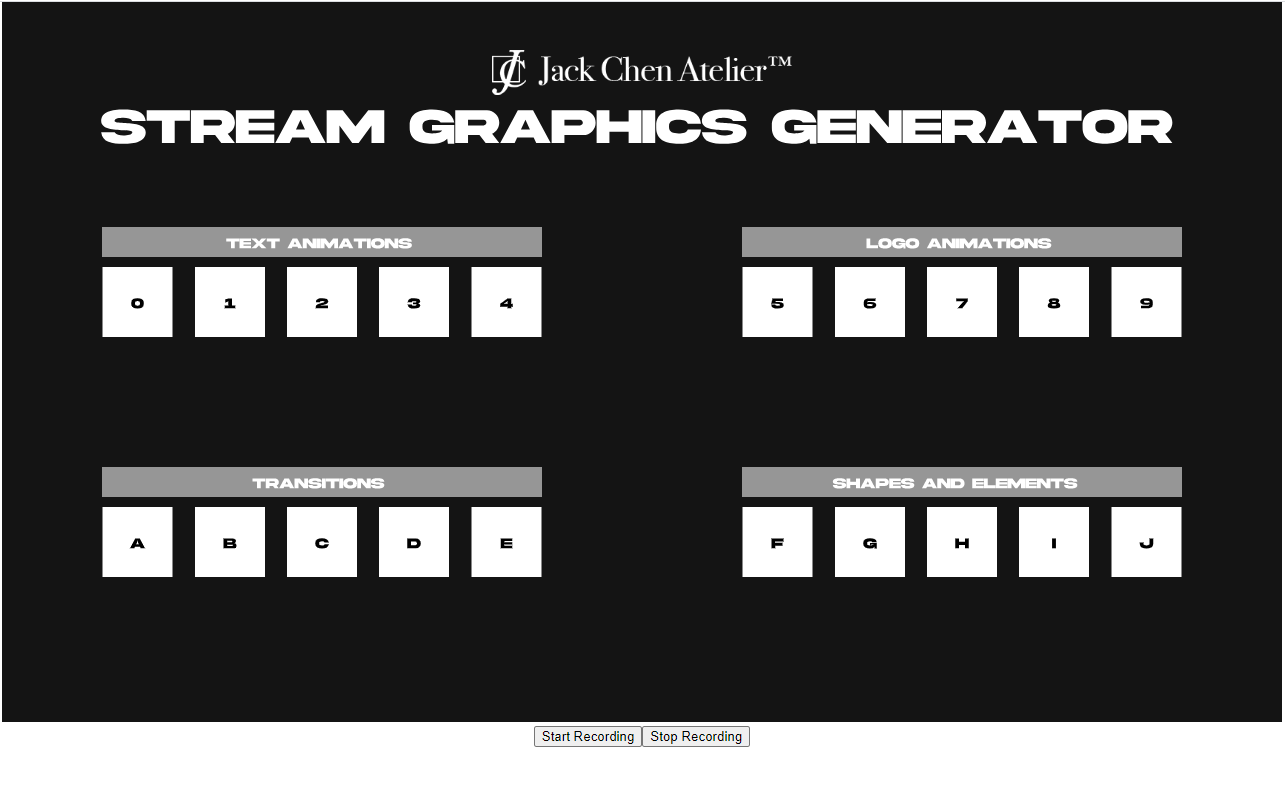 Jack Chen Atelier™
STREAM GRAPHICS GENERATOR
TEXT ANIMATIONS
0 1 2 3 4
LOGO ANIMATIONS
5 6 7 8 9
TRANSITIONS
A B C D E
SHAPES AND ELEMENTS
F G H I J
Start Recording Stop Recording